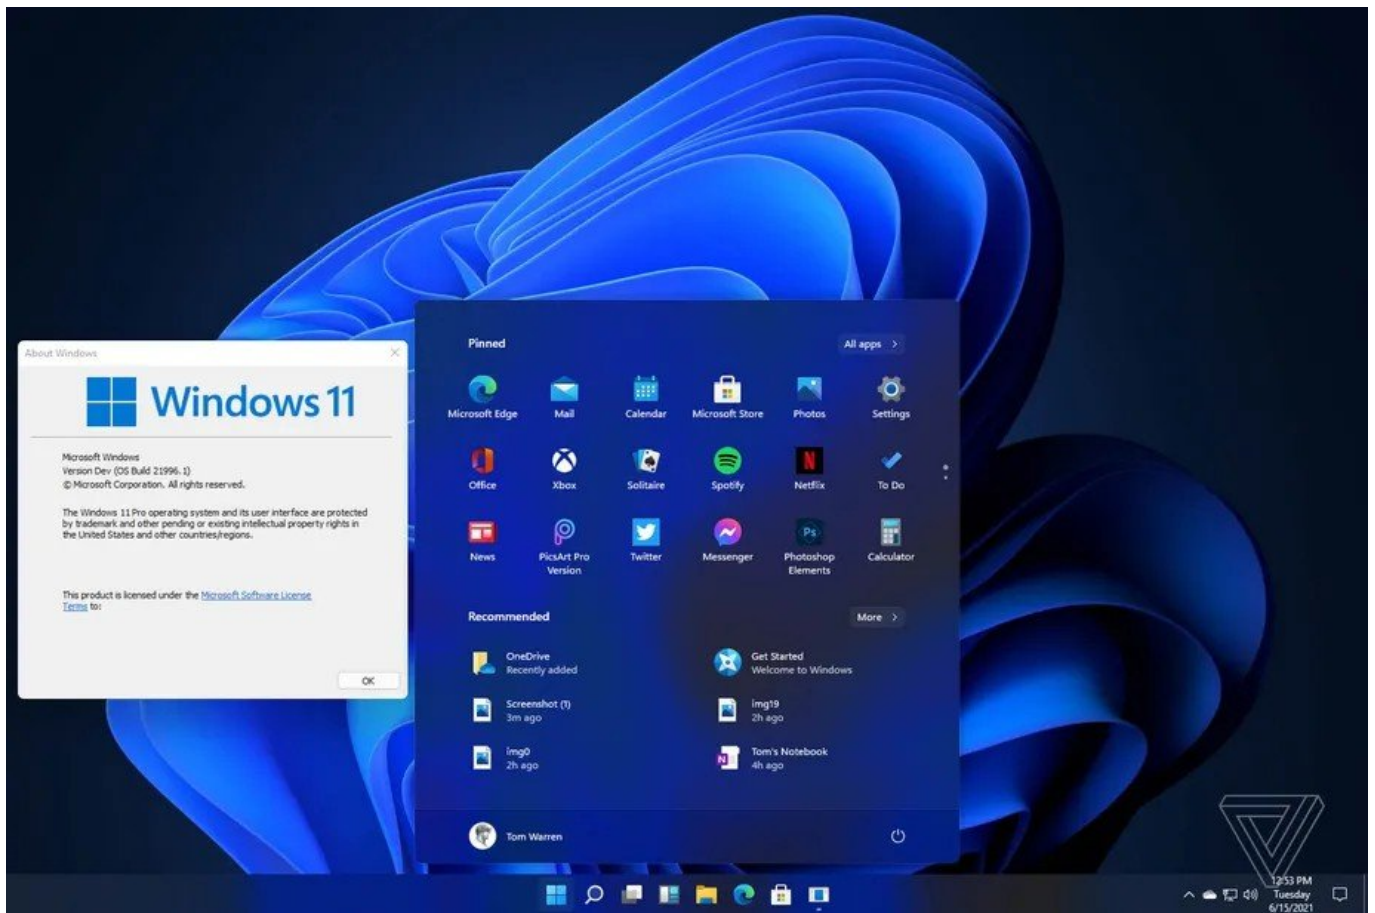 About Windows
Windows 11
Microsoft Windows
Version Dev (OS Build 21996.1)
© Microsoft Corporation. All rights reserved.
The Windows 11 Pro operating system and its user interface are protected
by trademark and other pending or existing intellectual property rights in
the United States and other countries/regions.
This product is licensed under the Microsoft Software License
Terms to:
OK
Pinned
All apps
Microsoft Edge
Mail
Calendar
Microsoft Store
Photos
Settings
Office
Xbox
Solitaire
Spotify
Netflix
To Do
News
PicsArt Pro
Version
Twitter
Messenger
Ps
Photoshop
Elements
Calculator
Recommended
More
OneDrive
Recently added
Get Started
Welcome to Windows
Screenshot (1)
3m ago
img19
2h ago
img0
2h ago
N
Tom's Notebook
4h ago
Tom Warren
12:53 PM
Tuesday
6/15/2021